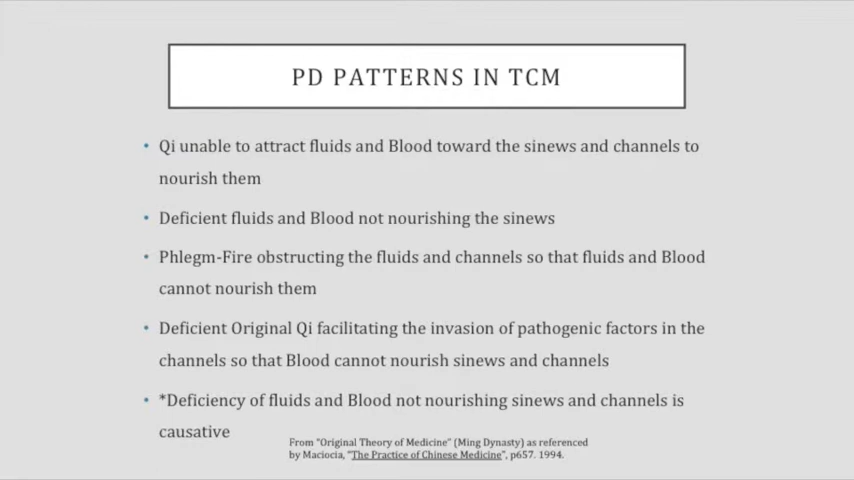 PD PATTERNS IN TCM
• Qi unable to attract fluids and Blood toward the sinews and channels to
nourish them
• Deficient fluids and Blood not nourishing the sinews
• Phlegm-Fire obstructing the fluids and channels so that fluids and Blood
cannot nourish them
• Deficient Original Qi facilitating the invasion of pathogenic factors in the
channels so that Blood cannot nourish sinews and channels
• *Deficiency of fluids and Blood not nourishing sinews and channels is
causative
From "Original Theory of Medicine" (Ming Dynasty) as referenced
by Maciocia, "The Practice of Chinese Medicine", p657. 1994.